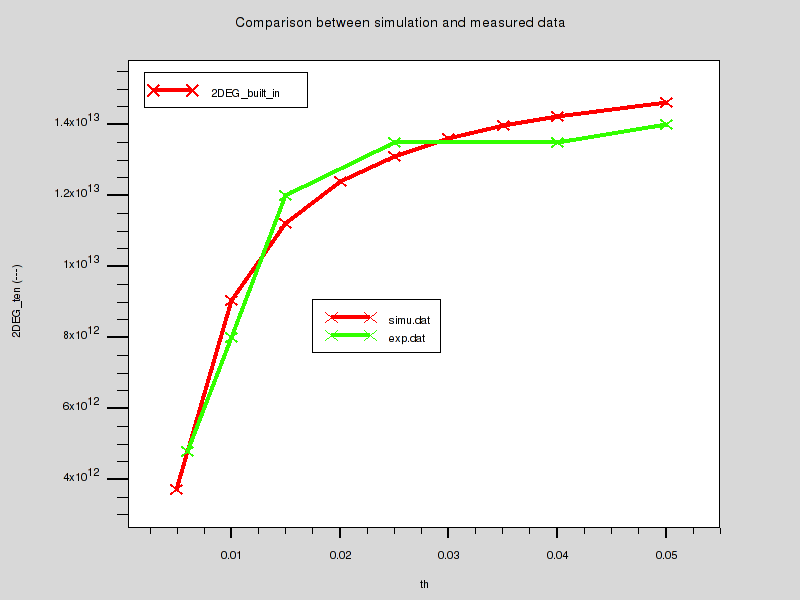 Comparison between simulation and measured data
2DEG_built_in
1.4x10^13
1.2x10^13
1x10^13
8x10^12
6x10^12
4x10^12
2DEG_ten (---)
simu.dat
exp.dat
0.01 0.02 0.03 0.04 0.05
th